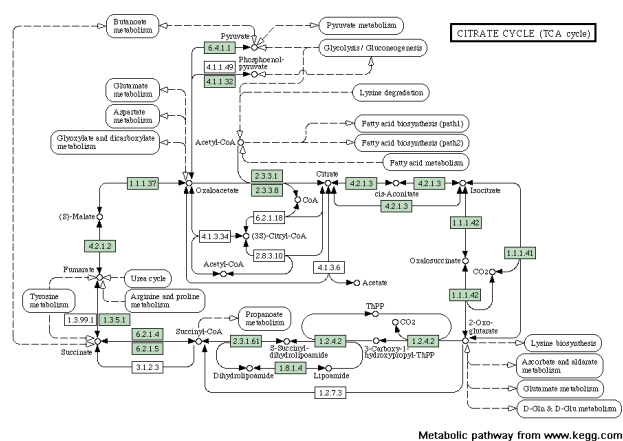 Butanoate
metabolism
Pyruvate
Pyruvate metabolism
CITRATE CYCLE (TCA cycle)
6.4.1.1
Glycolysis / Gluconeogenesis
Phosphoenol-
pyruvate
4.1.1.49
4.1.1.32
Glutamate
metabolism
Lysine degradation
Aspartate
metabolism
Fatty acid biosynthesis (path1)
Glyoxylate and dicarboxylate
metabolism
Acetyl-CoA
Fatty acid biosynthesis (path2)
Fatty acid metabolism
1.1.1.37
Oxaloacetate
2.3.3.1
2.3.3.8
Citrate
4.2.1.3
cis-Aconitate
4.2.1.3
4.2.1.3
Isocitrate
CoA
(S)-Malate
6.2.1.18
1.1.1.42
4.1.3.34
(3S)-Citryl-CoA
4.2.1.2
2.8.3.10
1.1.1.41
Oxalosuccinate
Acetyl-CoA
4.1.3.6
CO2
Fumarate
Urea cycle
Acetate
Tyrosine
metabolism
Arginine and proline
metabolism
1.1.1.42
1.3.99.1
1.3.5.1
Propanoate
metabolism
ThPP
6.2.1.4
Succinyl-CoA
CO2
2-Oxo-
glutarate
6.2.1.5
2.3.1.61
1.2.4.2
1.2.4.2
Succinate
S-Succinyl-
dihydrolipoamide
3-Carboxy-1-
hydroxypropyl-ThPP
Lysine biosynthesis
3.1.2.3
1.8.1.4
Ascorbate and aldarate
metabolism
Dihydrolipoamide
Lipoamide
1.2.7.3
Glutamate metabolism
D-Gln & D-Glu metabolism
Metabolic pathway from www.kegg.com